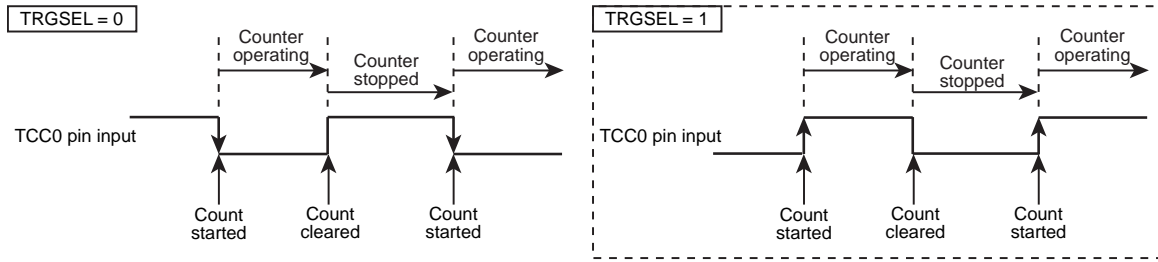 TRGSEL = 0
Counter
operating
Counter
stopped
Counter
operating
TCC0 pin input
Count
started
Count
cleared
Count
started
TRGSEL = 1
Counter
operating
Counter
stopped
Counter
operating
TCC0 pin input
Count
started
Count
cleared
Count
started